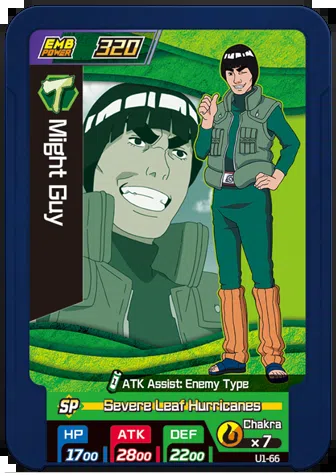 EMB POWER 320
T
Might Guy
ATK Assist: Enemy Type
SP Severe Leaf Hurricanes
HP ATK DEF Chakra
1700 2800 2200 x7
U1-66